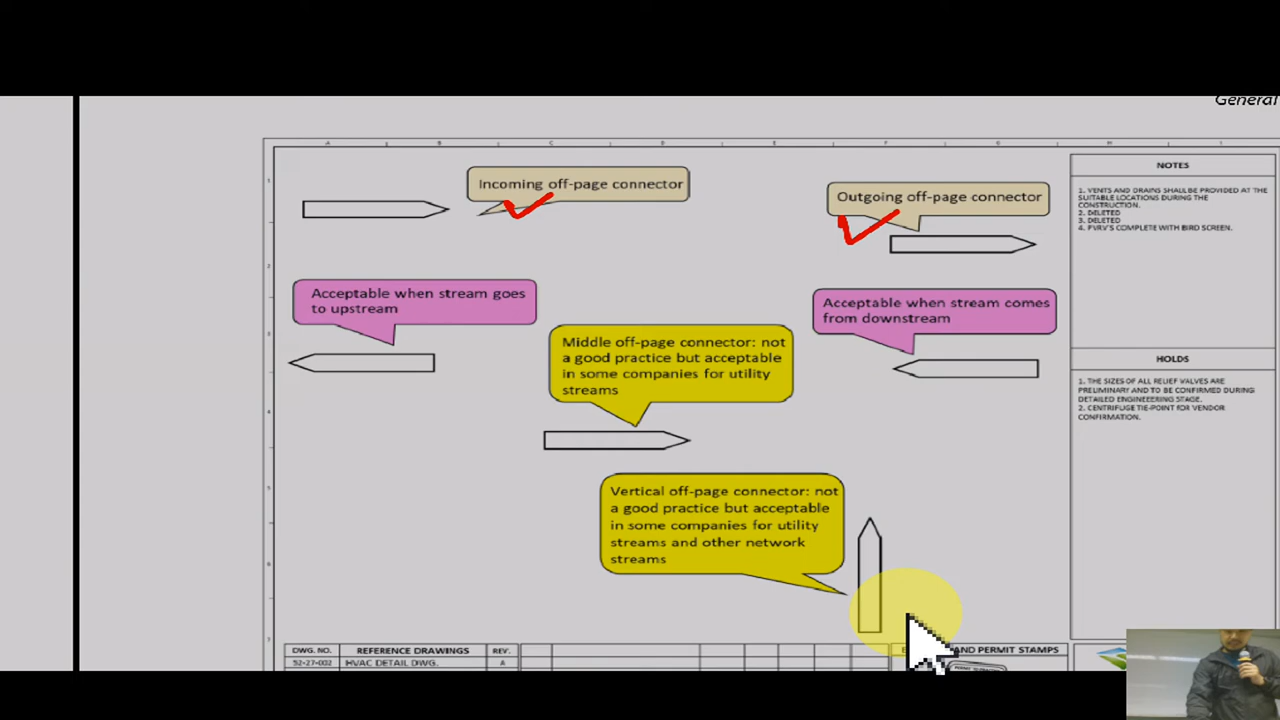 General
A B C D E F H
Incoming off-page connector
Outgoing off-page connector
Acceptable when stream goes
to upstream
Acceptable when stream comes
from downstream
Middle off-page connector: not
a good practice but acceptable
in some companies for utility
streams
Vertical off-page connector: not
a good practice but acceptable
in some companies for utility
streams and other network
streams
NOTES
1. VENTS AND DRAINS SHALL BE PROVIDED AT THE
SUITABLE LOCATIONS DURING THE
CONSTRUCTION.
2. DELETED
3. DELETED
4. PVRV'S COMPLETE WITH BIRD SCREEN.
HOLDS
1. THE SIZES OF ALL RELIEF VALVES ARE
PRELIMINARY AND TO BE CONFIRMED DURING
DETAILED ENGINEEERING STAGE.
2. CENTRIFUGE TIE-POINT FOR VENDOR
CONFIRMATION.
DWG. NO. REFERENCE DRAWINGS REV.
52-27-002 HVAC DETAIL DWG. A
AND PERMIT STAMPS